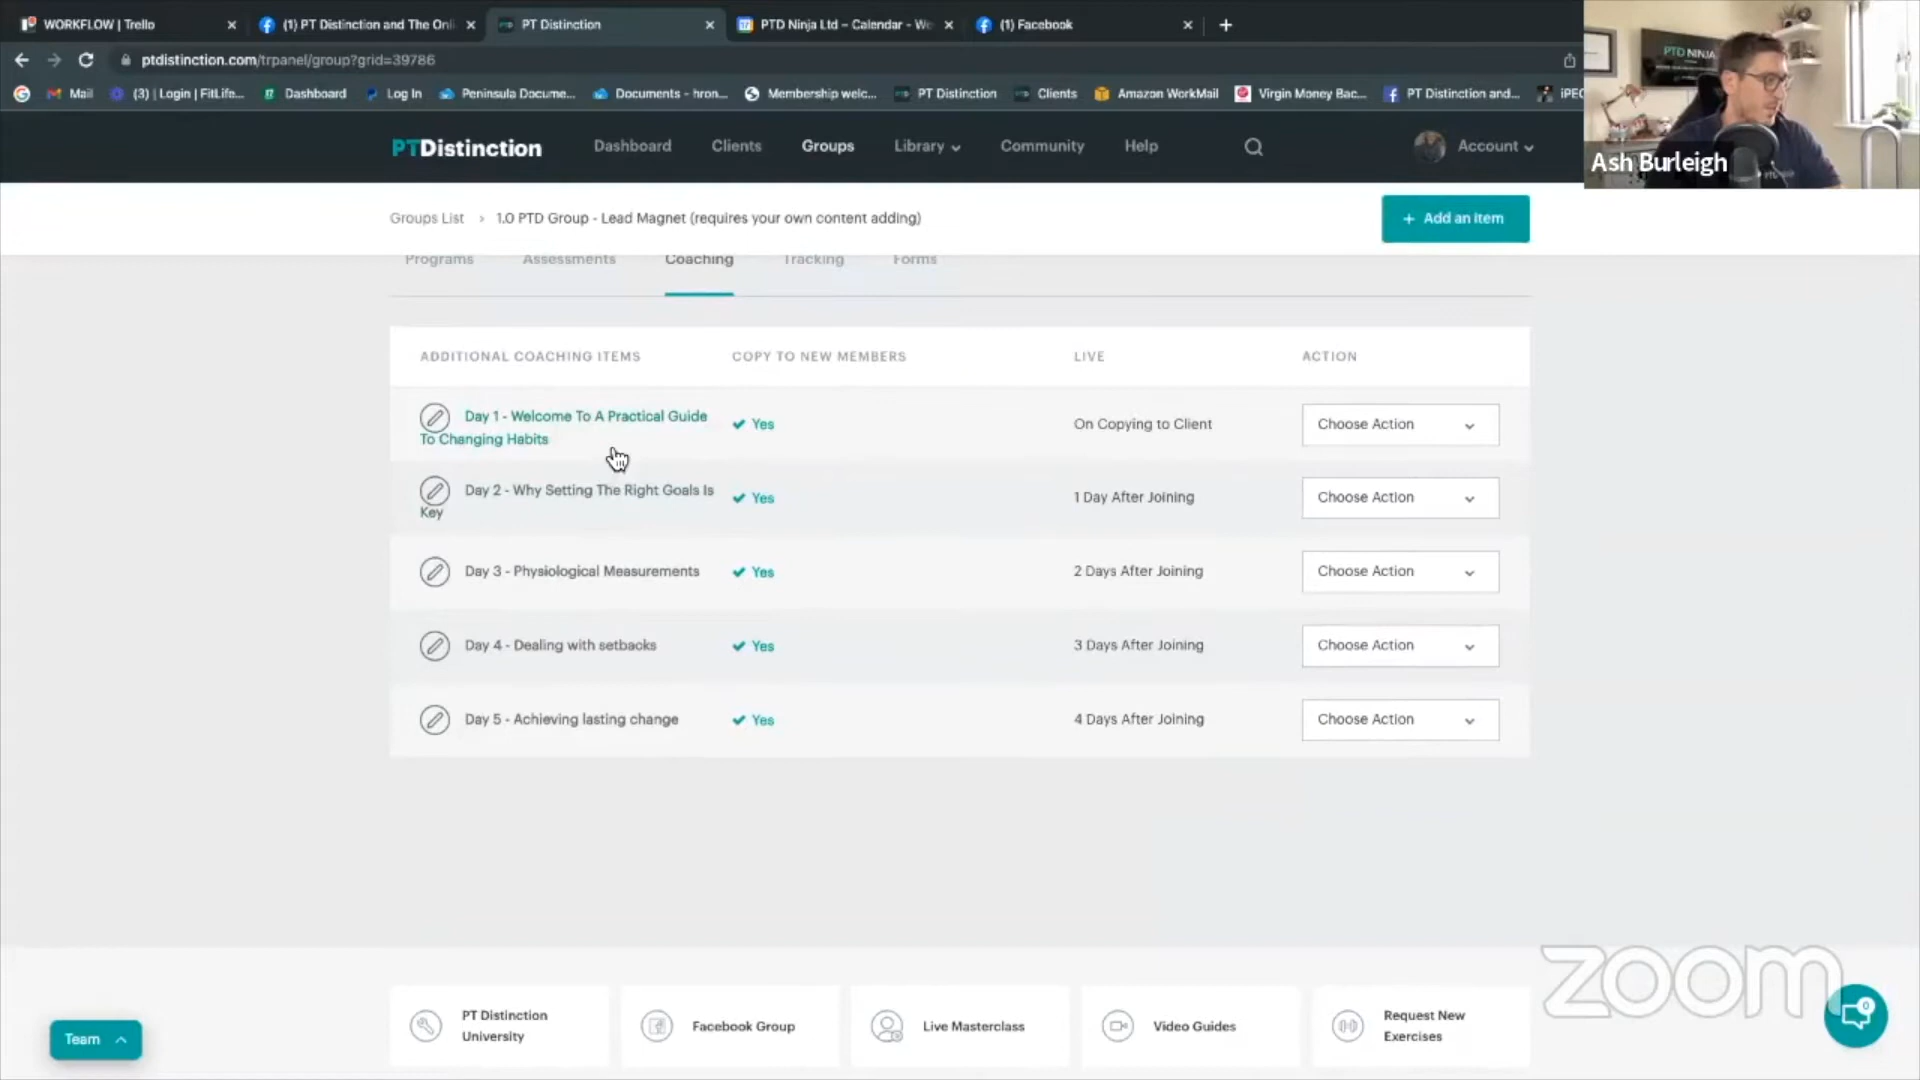 WORKFLOW | Trello
(1) PT Distinction and The Onl
PT Distinction
PTD Ninja Ltd – Calendar - We
(1) Facebook
ptdistinction.com/trpanel/group?grid=39786
Mail
(3) | Login | FitLife...
Dashboard
Log In
Peninsula Docume...
Documents - hron...
Membership welc...
PT Distinction
Clients
Amazon WorkMail
Virgin Money Bac...
PT Distinction and...
iPEC
PTD NINJA
Ash Burleigh
PTDistinction
Dashboard
Clients
Groups
Library
Community
Help
Account
Groups List > 1.0 PTD Group - Lead Magnet (requires your own content adding)
+ Add an item
Programs
Assessments
Coaching
Tracking
Forms
ADDITIONAL COACHING ITEMS
COPY TO NEW MEMBERS
LIVE
ACTION
Day 1 - Welcome To A Practical Guide
To Changing Habits
Yes
On Copying to Client
Choose Action
Day 2 - Why Setting The Right Goals Is
Key
Yes
1 Day After Joining
Choose Action
Day 3 - Physiological Measurements
Yes
2 Days After Joining
Choose Action
Day 4 - Dealing with setbacks
Yes
3 Days After Joining
Choose Action
Day 5 - Achieving lasting change
Yes
4 Days After Joining
Choose Action
zoom
PT Distinction
University
Facebook Group
Live Masterclass
Video Guides
Request New
Exercises
Team
0